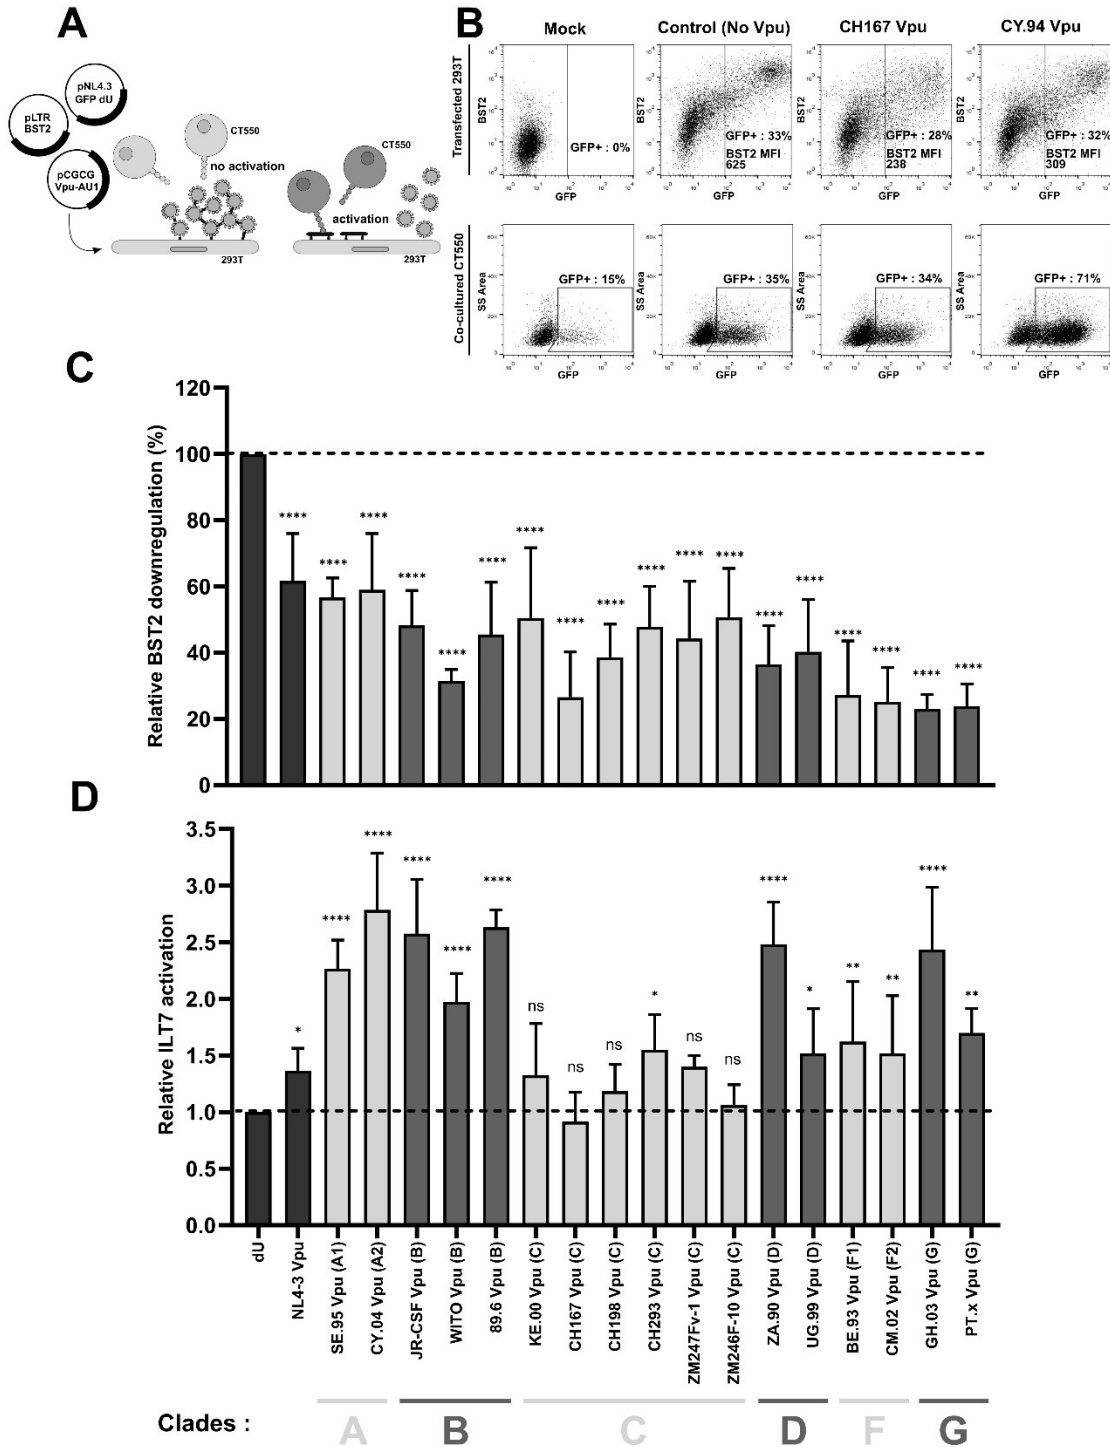 A
pNL4.3
GFP dU
pLTR
BST2
pCGCG
Vpu-AU1
CT550
no activation
293T
CT550
activation
293T
B
Mock
Control (No Vpu)
CH167 Vpu
CY.94 Vpu
Transfected 293T
BST2
GFP+ : 0%
GFP
BST2
GFP+ : 33%
BST2 MFI
625
GFP
BST2
GFP+ : 28%
BST2 MFI
238
GFP
BST2
GFP+ : 32%
BST2 MFI
309
GFP
Co-cultured CT550
SS Area
GFP+ : 15%
GFP
SS Area
GFP+ : 35%
GFP
SS Area
GFP+ : 34%
GFP
SS Area
GFP+ : 71%
GFP
C
Relative BST2 downregulation (%)
120
100
80
60
40
20
0
**** **** **** **** **** **** **** **** **** **** **** **** **** **** **** **** **** ****
D
Relative ILT7 activation
3.5
3.0
2.5
2.0
1.5
1.0
0.5
0.0
* **** **** **** **** **** ns ns ns * ns ns **** * ** ** **** **
dU
NL4-3 Vpu
SE.95 Vpu (A1)
CY.04 Vpu (A2)
JR-CSF Vpu (B)
WITO Vpu (B)
89.6 Vpu (B)
KE.00 Vpu (C)
CH167 Vpu (C)
CH198 Vpu (C)
CH293 Vpu (C)
ZM247Fv-1 Vpu (C)
ZM246F-10 Vpu (C)
ZA.90 Vpu (D)
UG.99 Vpu (D)
BE.93 Vpu (F1)
CM.02 Vpu (F2)
GH.03 Vpu (G)
PT.x Vpu (G)
Clades :
A
B
C
D
F
G